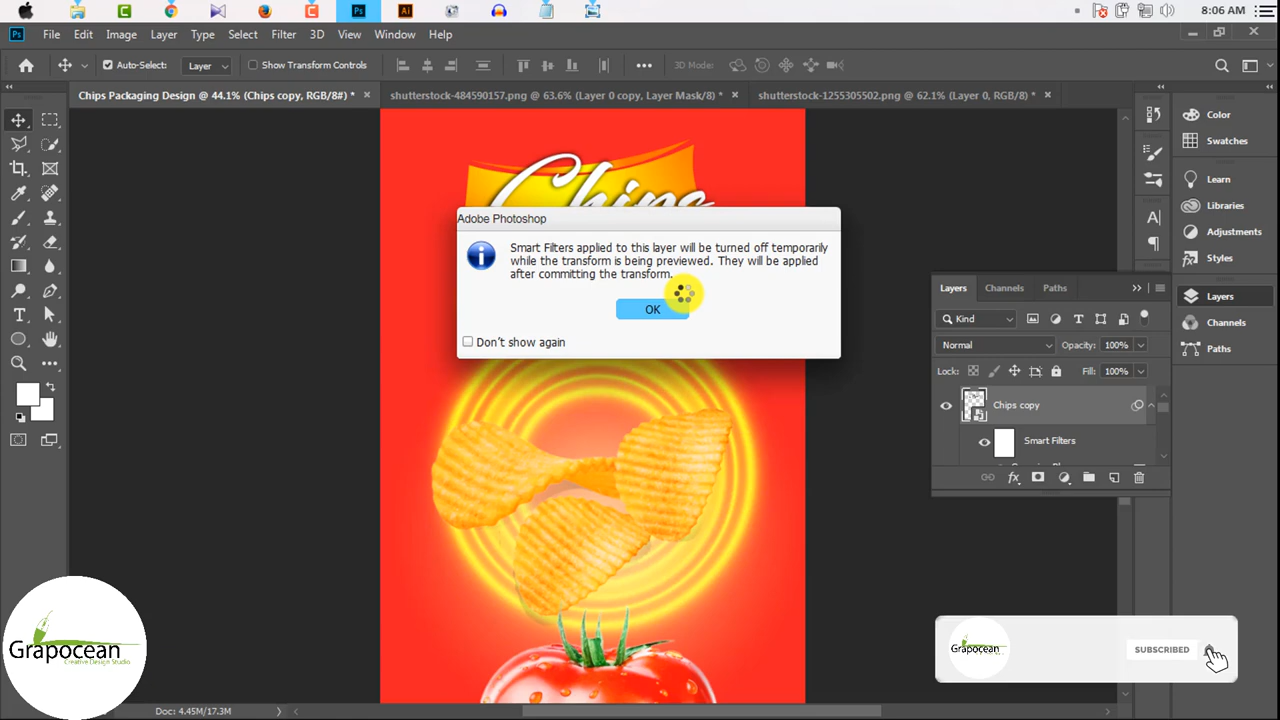 8:06 AM
File Edit Image Layer Type Select Filter 3D View Window Help
Auto-Select: Layer Show Transform Controls 3D Mode:
Chips Packaging Design @ 44.1% (Chips copy, RGB/8#) *
shutterstock-484590157.png @ 63.6% (Layer 0 copy, Layer Mask/8) *
shutterstock-1255305502.png @ 62.1% (Layer 0, RGB/8) *
Chips
Adobe Photoshop
Smart Filters applied to this layer will be turned off temporarily
while the transform is being previewed. They will be applied
after committing the transform.
OK
Don't show again
Color
Swatches
Learn
Libraries
Adjustments
Styles
Layers
Channels
Paths
Layers Channels Paths
Kind
Normal Opacity: 100%
Lock: Fill: 100%
Chips copy
Smart Filters
Grapocean
Creative Design Studio
Grapocean
SUBSCRIBED
Doc: 4.45M/17.3M